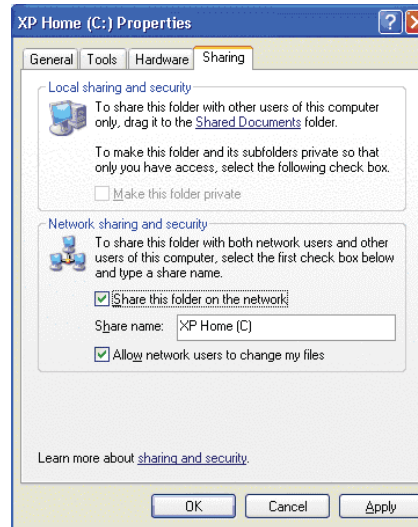 XP Home (C:) Properties
General Tools Hardware Sharing
Local sharing and security
To share this folder with other users of this computer
only, drag it to the Shared Documents folder.
To make this folder and its subfolders private so that
only you have access, select the following check box.
Make this folder private
Network sharing and security
To share this folder with both network users and other
users of this computer, select the first check box below
and type a share name.
Share this folder on the network
Share name: XP Home (C)
Allow network users to change my files
Learn more about sharing and security.
OK Cancel Apply